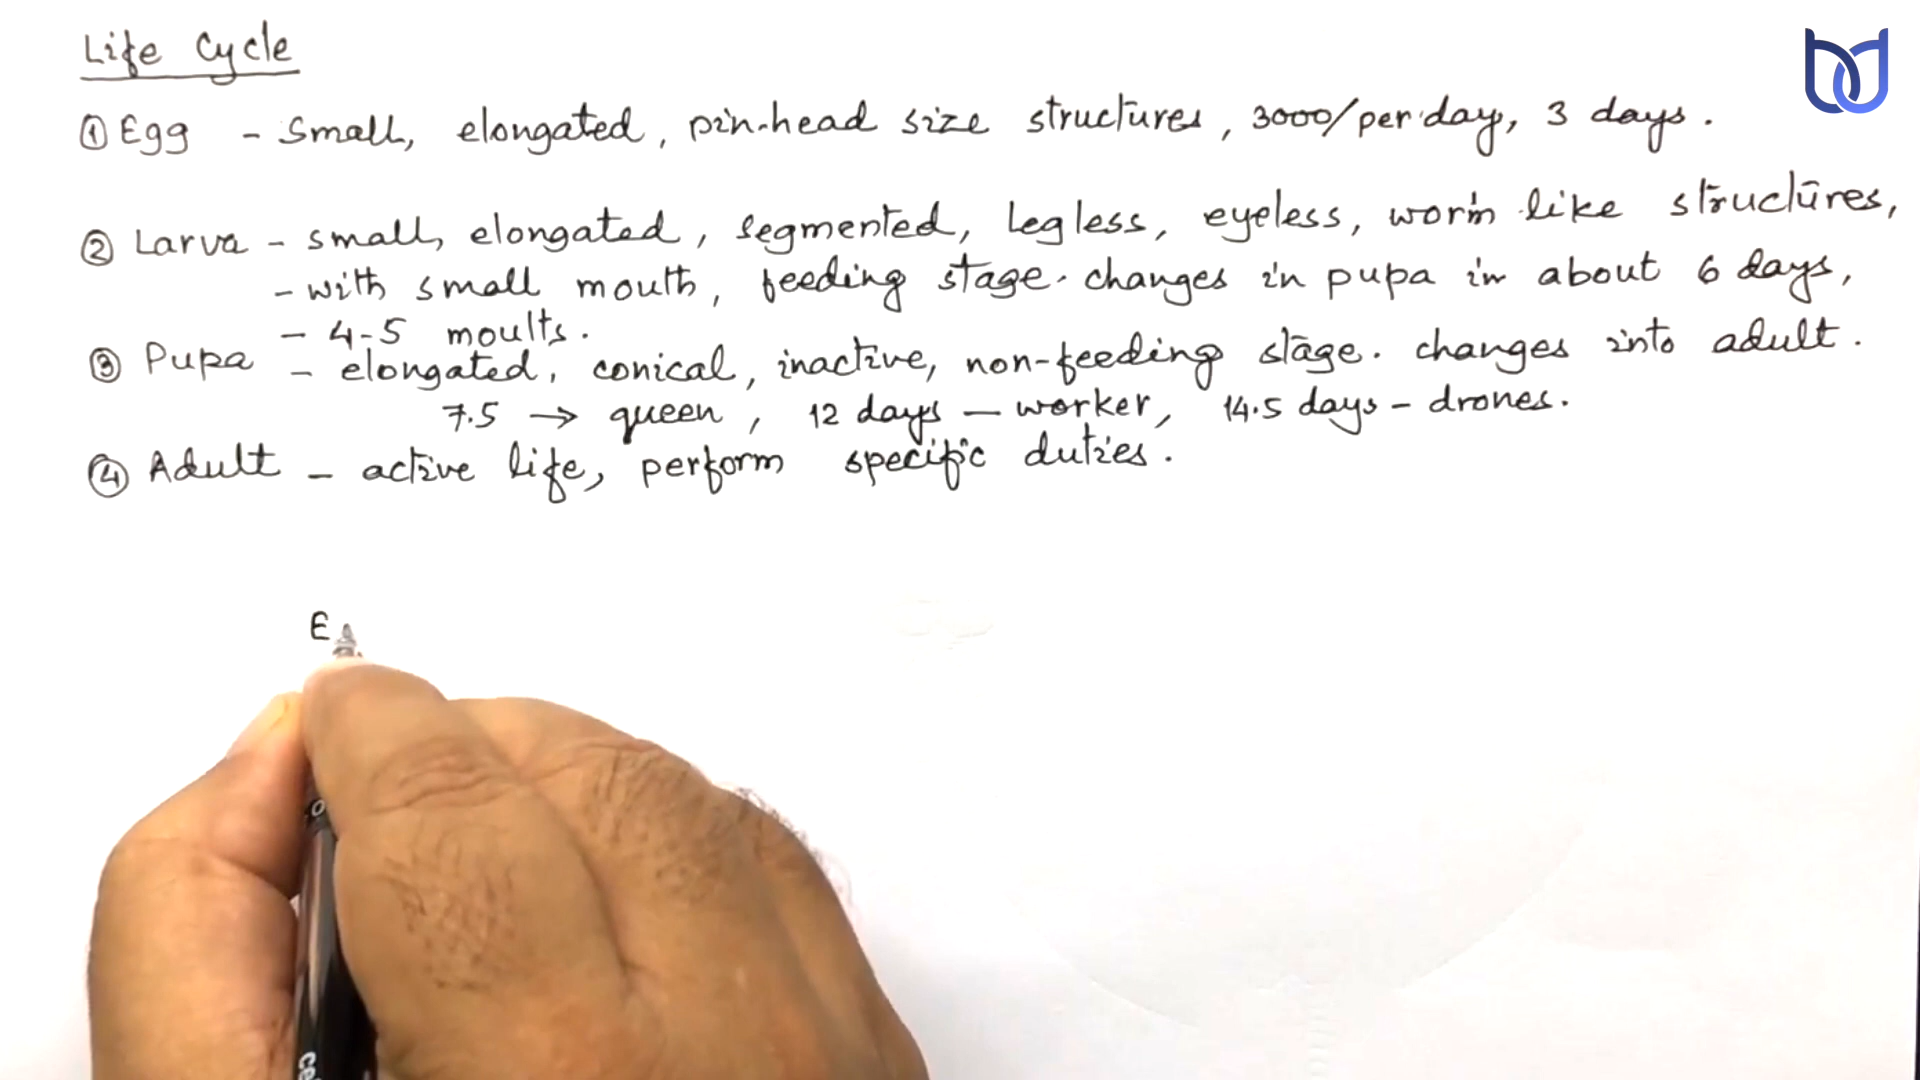 Life Cycle
① Egg - Small, elongated, pin-head size structures, 3000/per day, 3 days.
② Larva - small, elongated, segmented, legless, eyeless, worm like structures,
- with small mouth, feeding stage. changes in pupa in about 6 days,
- 4-5 moults.
③ Pupa - elongated, conical, inactive, non-feeding stage. changes into adult.
7.5 → queen, 12 days - worker, 14.5 days - drones.
④ Adult - active life, perform specific duties.
E